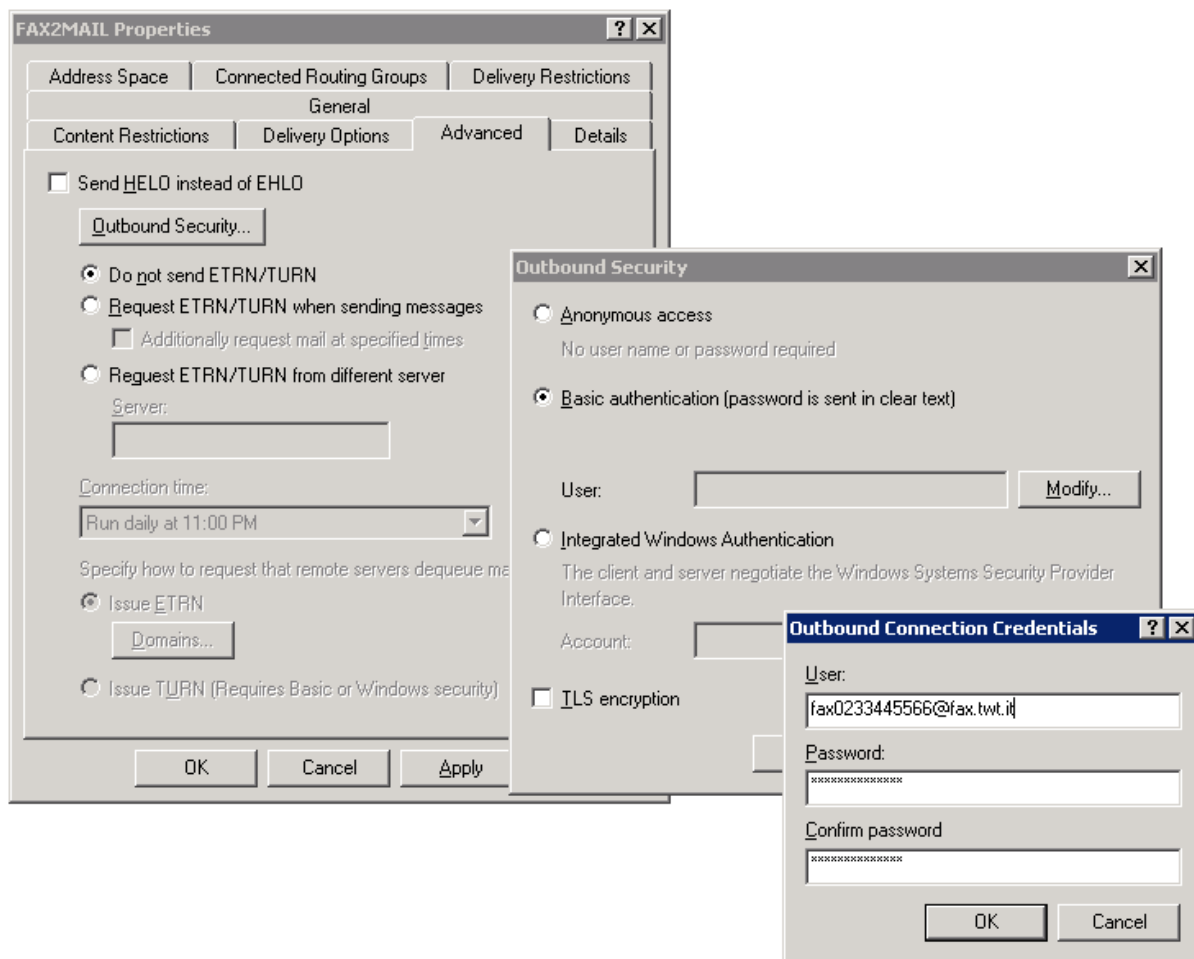 FAX2MAIL Properties
Address Space
Connected Routing Groups
Delivery Restrictions
General
Content Restrictions
Delivery Options
Advanced
Details
Send HELO instead of EHLO
Outbound Security...
Do not send ETRN/TURN
Request ETRN/TURN when sending messages
Additionally request mail at specified times
Request ETRN/TURN from different server
Server:
Connection time:
Run daily at 11:00 PM
Specify how to request that remote servers dequeue ma
Issue ETRN
Domains...
Issue TURN (Requires Basic or Windows security)
OK
Cancel
Apply
Outbound Security
Anonymous access
No user name or password required
Basic authentication (password is sent in clear text)
User:
Modify...
Integrated Windows Authentication
The client and server negotiate the Windows Systems Security Provider
Interface.
Account:
TLS encryption
Outbound Connection Credentials
User:
fax0233445566@fax.twt.it
Password:
**************
Confirm password
**************
OK
Cancel